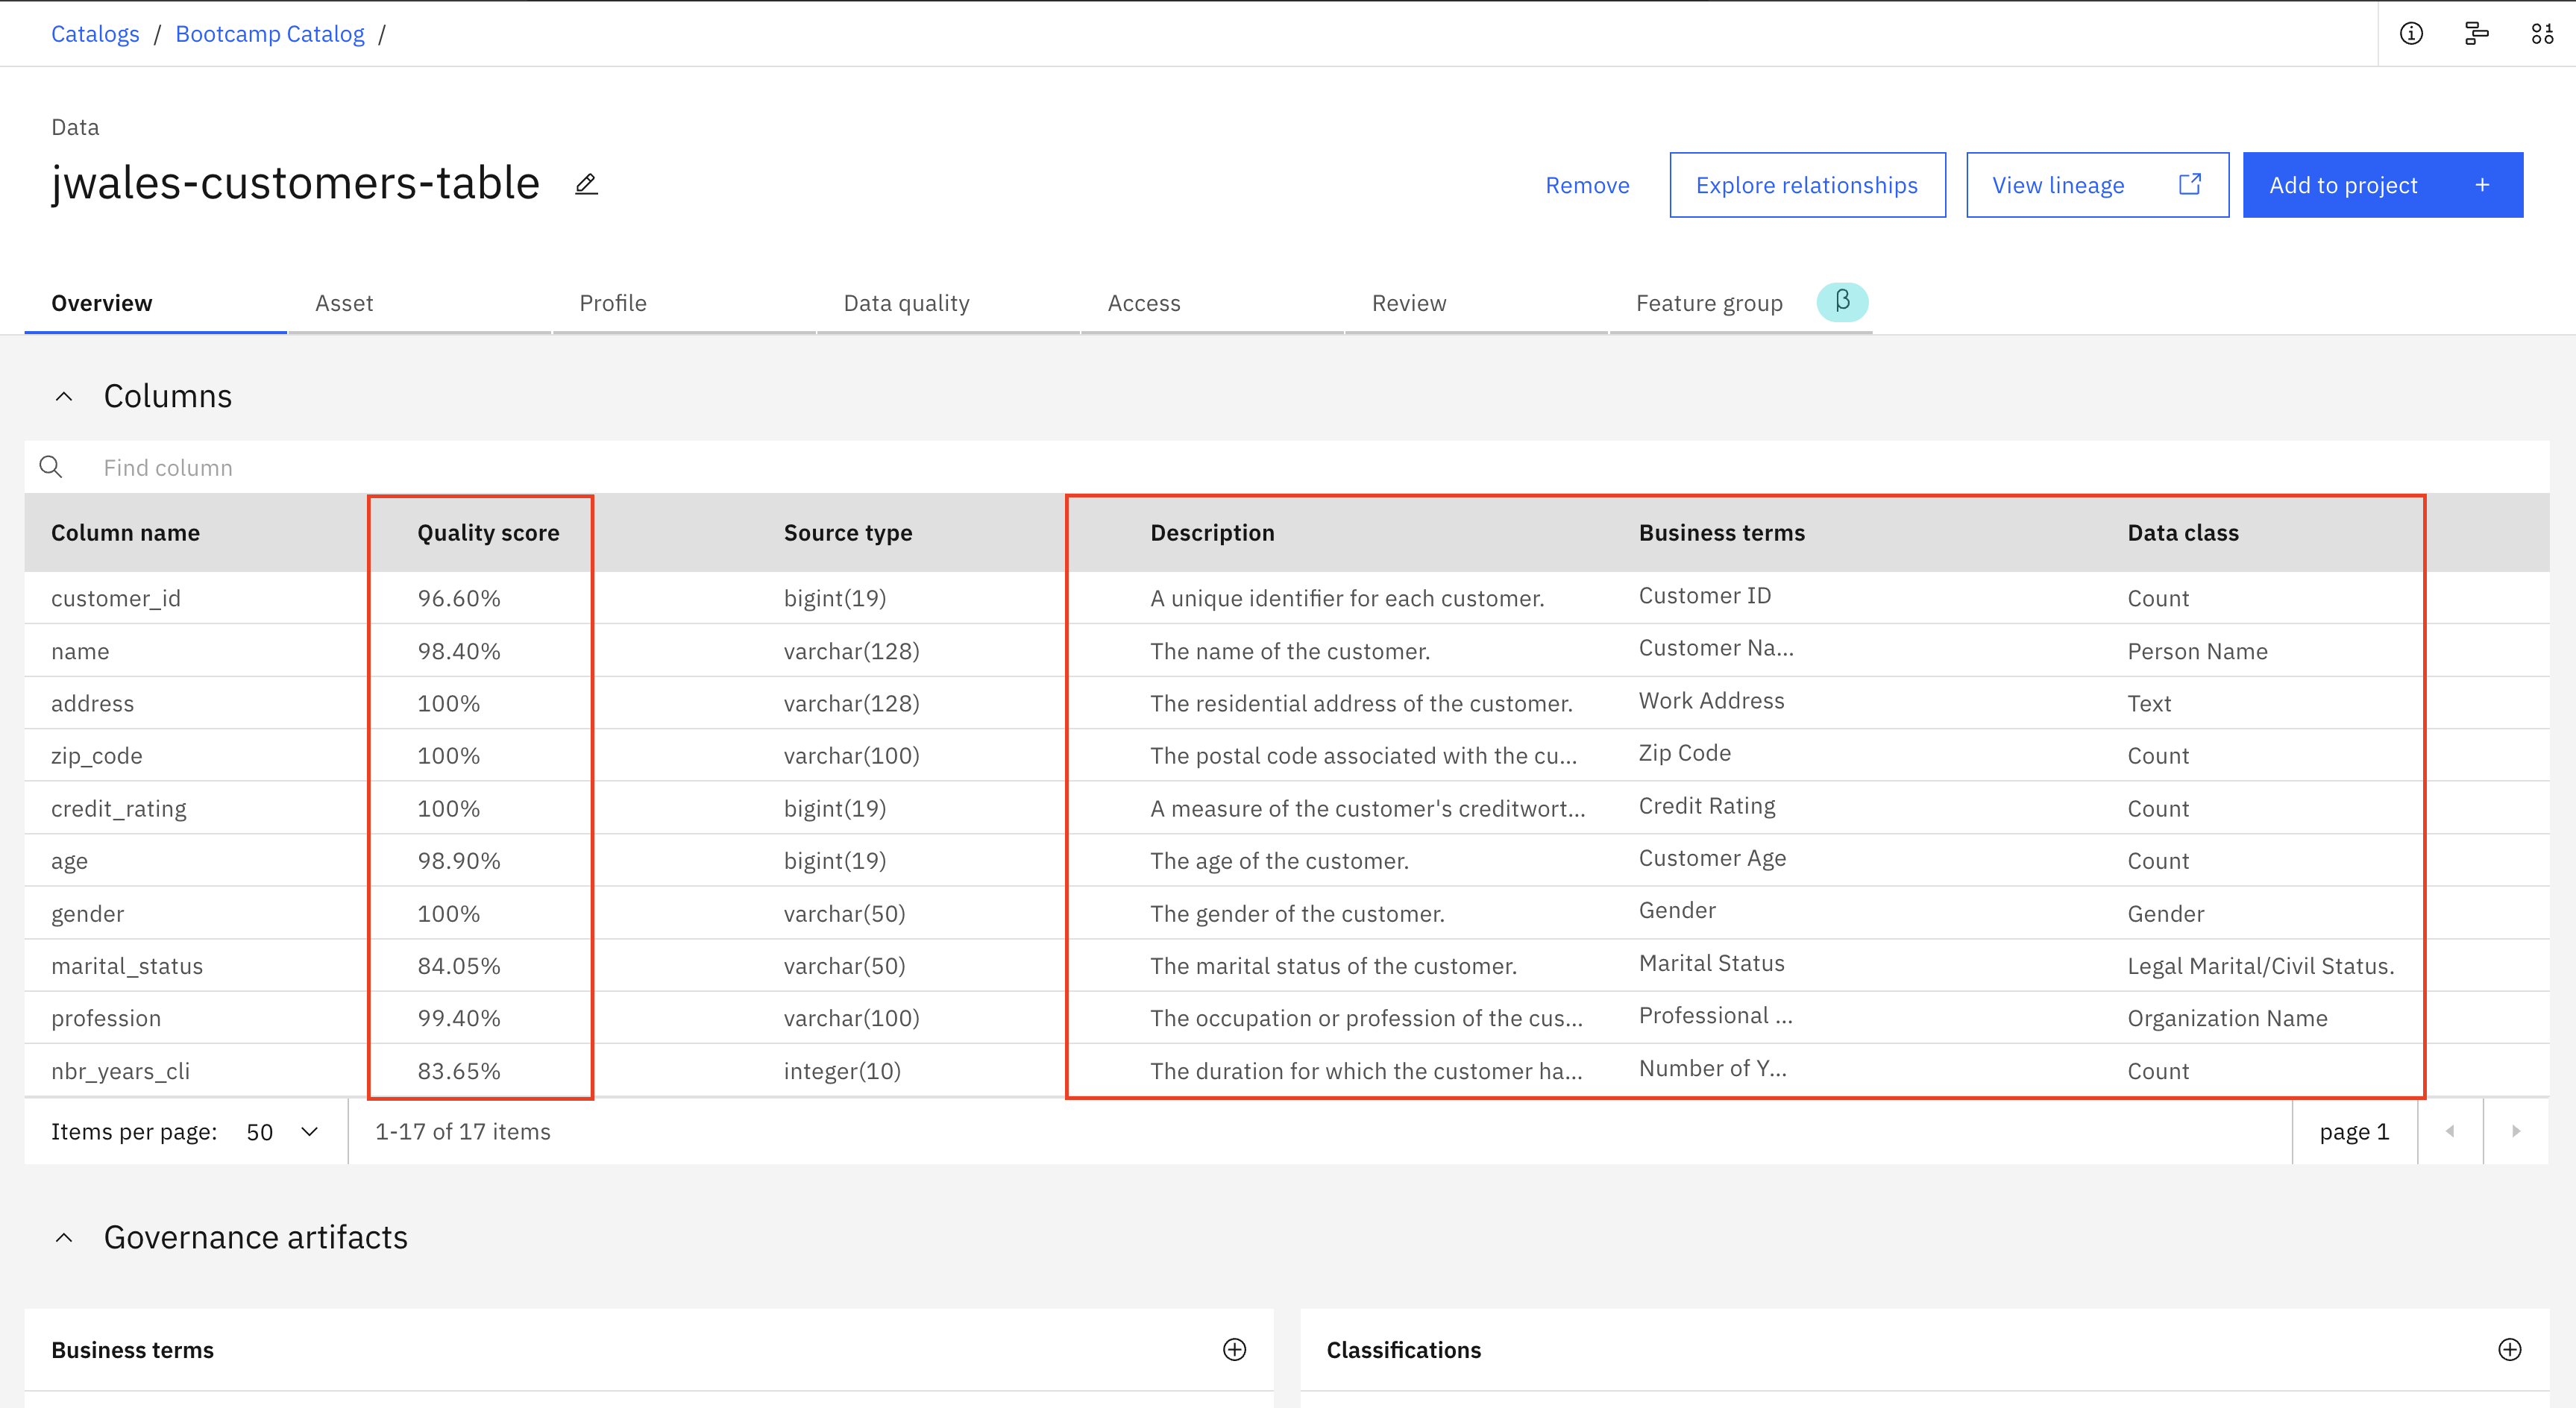 Catalogs / Bootcamp Catalog /
Data
jwales-customers-table
Remove Explore relationships View lineage Add to project +
Overview Asset Profile Data quality Access Review Feature group β
Columns
Find column
Column name Quality score Source type Description Business terms Data class
customer_id 96.60% bigint(19) A unique identifier for each customer. Customer ID Count
name 98.40% varchar(128) The name of the customer. Customer Na... Person Name
address 100% varchar(128) The residential address of the customer. Work Address Text
zip_code 100% varchar(100) The postal code associated with the cu... Zip Code Count
credit_rating 100% bigint(19) A measure of the customer's creditwort... Credit Rating Count
age 98.90% bigint(19) The age of the customer. Customer Age Count
gender 100% varchar(50) The gender of the customer. Gender Gender
marital_status 84.05% varchar(50) The marital status of the customer. Marital Status Legal Marital/Civil Status.
profession 99.40% varchar(100) The occupation or profession of the cus... Professional ... Organization Name
nbr_years_cli 83.65% integer(10) The duration for which the customer ha... Number of Y... Count
Items per page: 50 1-17 of 17 items page 1
Governance artifacts
Business terms Classifications